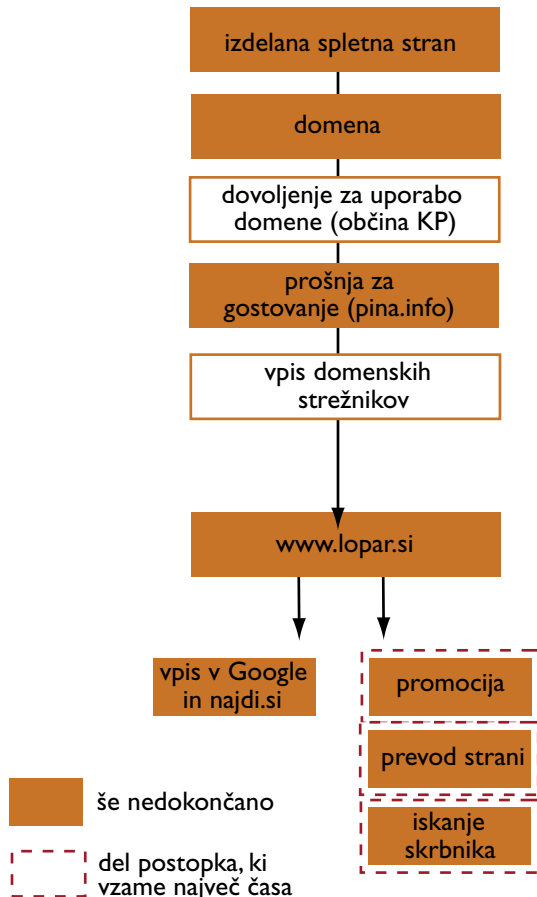 izdelana spletna stran
domena
dovoljenje za uporabo
domene (občina KP)
prošnja za
gostovanje (pina.info)
vpis domenskih
strežnikov
www.lopar.si
vpis v Google
in najdi.si
promocija
prevod strani
iskanje
skrbnika
še nedokončano
del postopka, ki
vzame največ časa